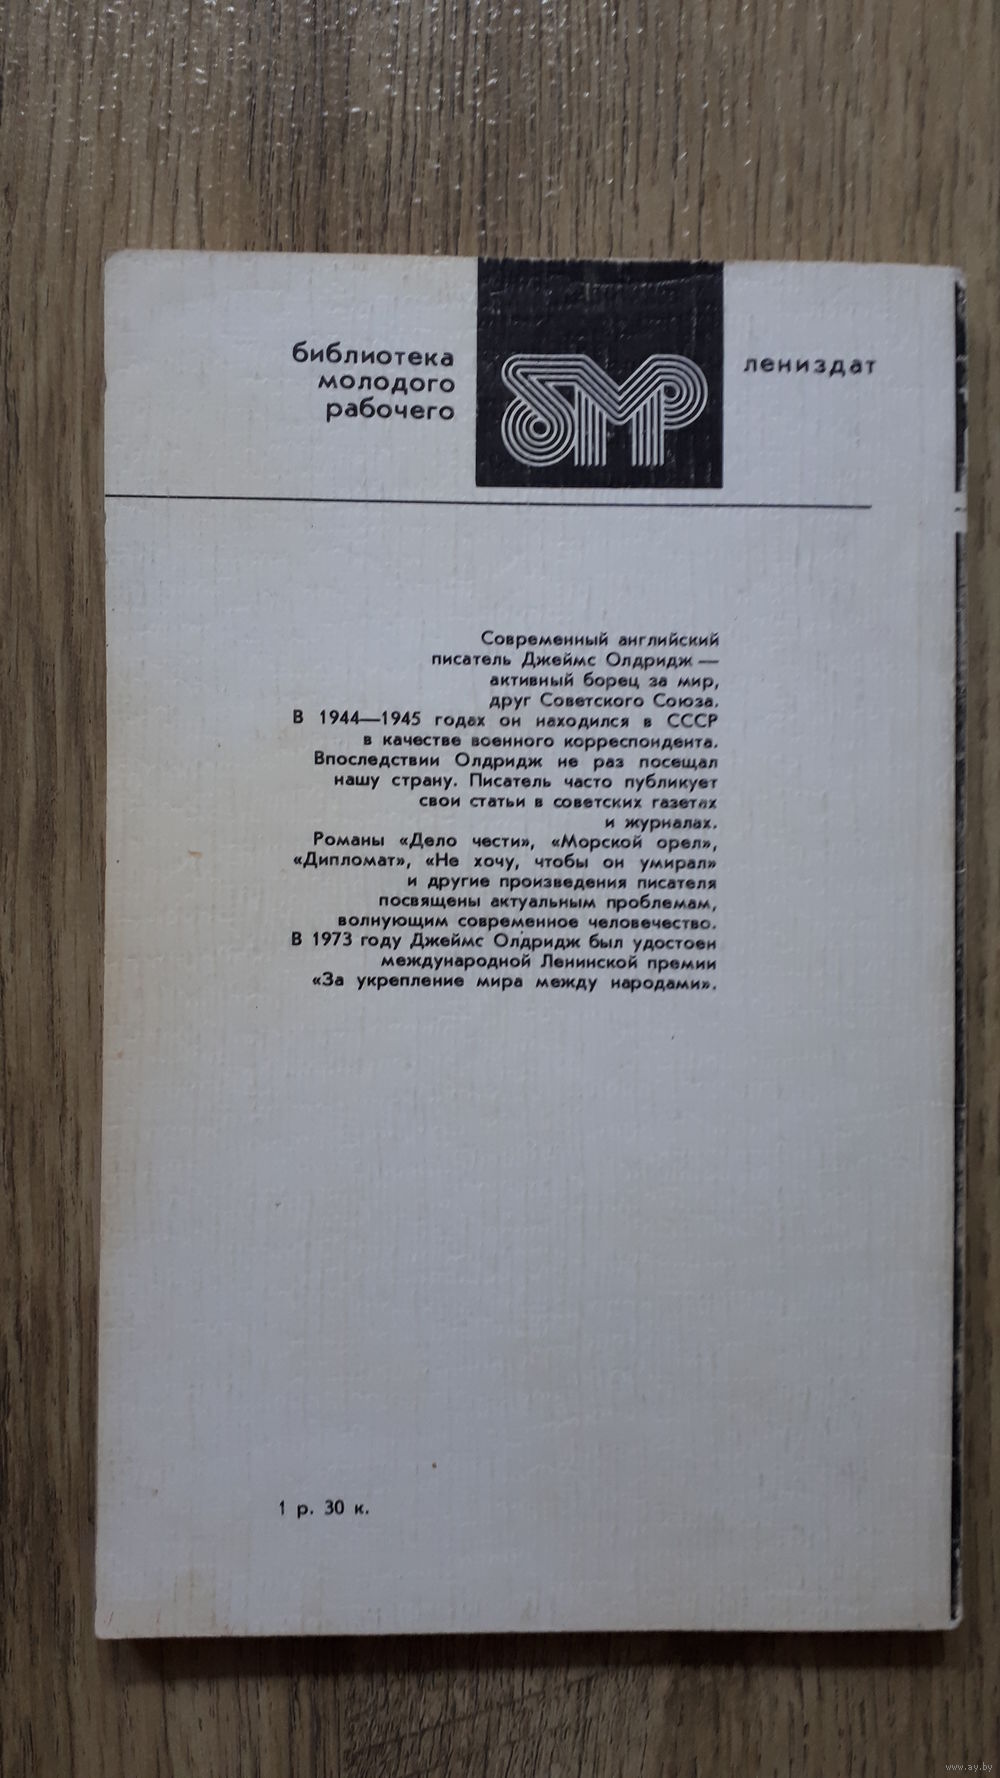 библиотека
молодого
рабочего
БМР
лениздат
Современный английский
писатель Джеймс Олдридж —
активный борец за мир,
друг Советского Союза.
В 1944—1945 годах он находился в СССР
в качестве военного корреспондента.
Впоследствии Олдридж не раз посещал
нашу страну. Писатель часто публикует
свои статьи в советских газетах
и журналах.
Романы «Дело чести», «Морской орел»,
«Дипломат», «Не хочу, чтобы он умирал»
и другие произведения писателя
посвящены актуальным проблемам,
волнующим современное человечество.
В 1973 году Джеймс Олдридж был удостоен
международной Ленинской премии
«За укрепление мира между народами».
1 р. 30 к.
www.ay.by